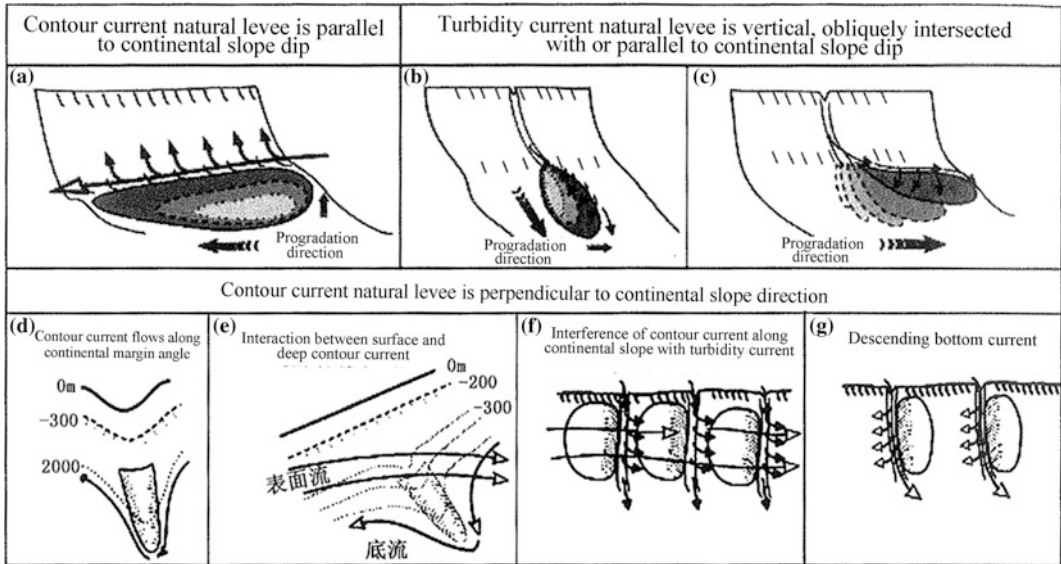 Contour current natural levee is parallel
to continental slope dip
Turbidity current natural levee is vertical, obliquely intersected
with or parallel to continental slope dip
(a)
Progradation
direction
(b)
Progradation
direction
(c)
Progradation
direction
Contour current natural levee is perpendicular to continental slope direction
(d)
Contour current flows along
continental margin angle
0m
-300
2000
(e)
Interaction between surface and
deep contour current
0m
-200
-300
表面流
底流
(f)
Interference of contour current along
continental slope with turbidity current
(g)
Descending bottom current